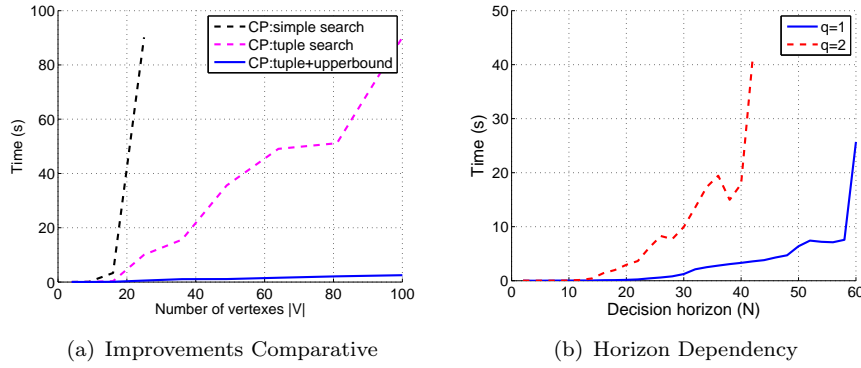 100
80
60
40
20
0
Time (s)
CP:simple search
CP:tuple search
CP:tuple+upperbound
0 20 40 60 80 100
Number of vertexes |V|
(a) Improvements Comparative
50
40
30
20
10
0
Time (s)
q=1
q=2
0 10 20 30 40 50 60
Decision horizon (N)
(b) Horizon Dependency